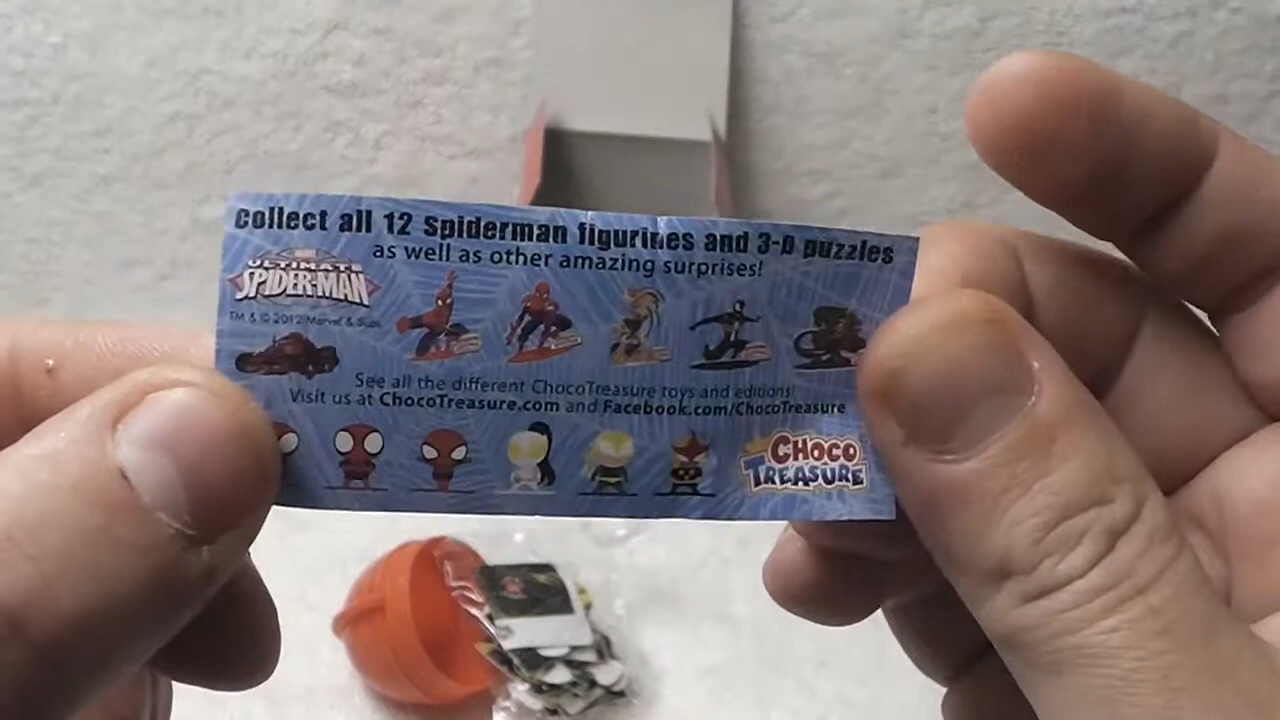 Collect all 12 Spiderman figurines and 3-D puzzles
as well as other amazing surprises!
ULTIMATE
SPIDER-MAN
TM & © 2012 Marvel & Subs.
See all the different ChocoTreasure toys and editions!
Visit us at ChocoTreasure.com and Facebook.com/ChocoTreasure
CHOCO
TREASURE